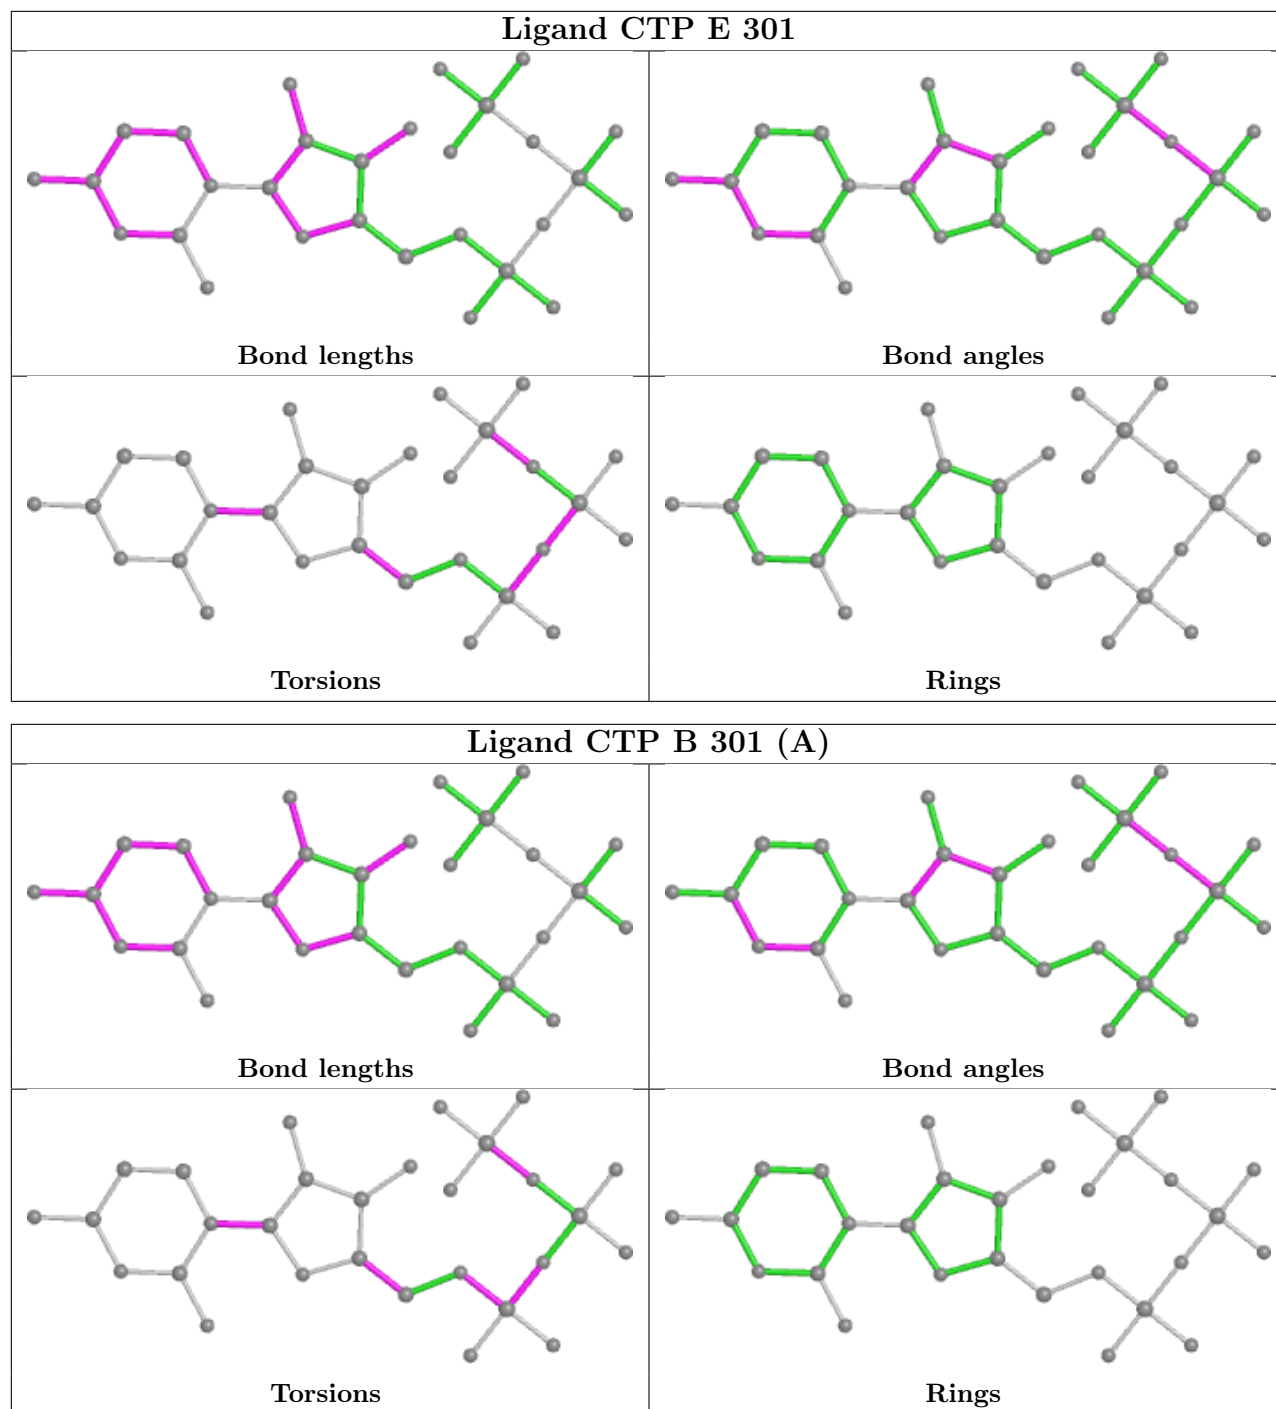 Ligand CTP E 301
Bond lengths
Bond angles
Torsions
Rings
Ligand CTP B 301 (A)
Bond lengths
Bond angles
Torsions
Rings